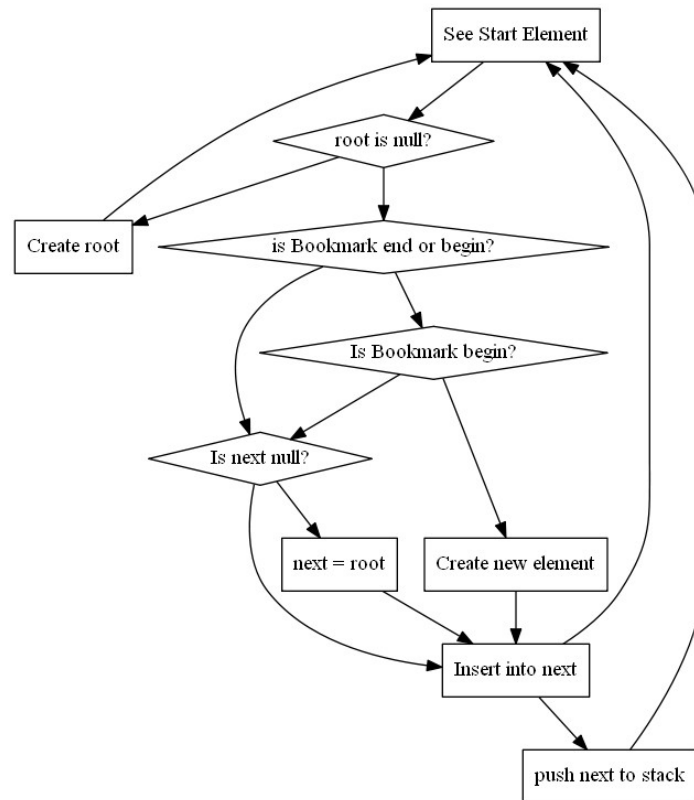 See Start Element
root is null?
Create root
is Bookmark end or begin?
Is Bookmark begin?
Is next null?
next = root
Create new element
Insert into next
push next to stack